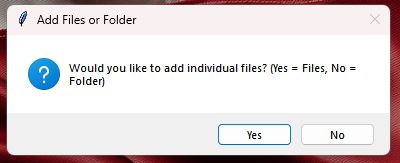 Add Files or Folder
Would you like to add individual files? (Yes = Files, No =
Folder)
Yes
No